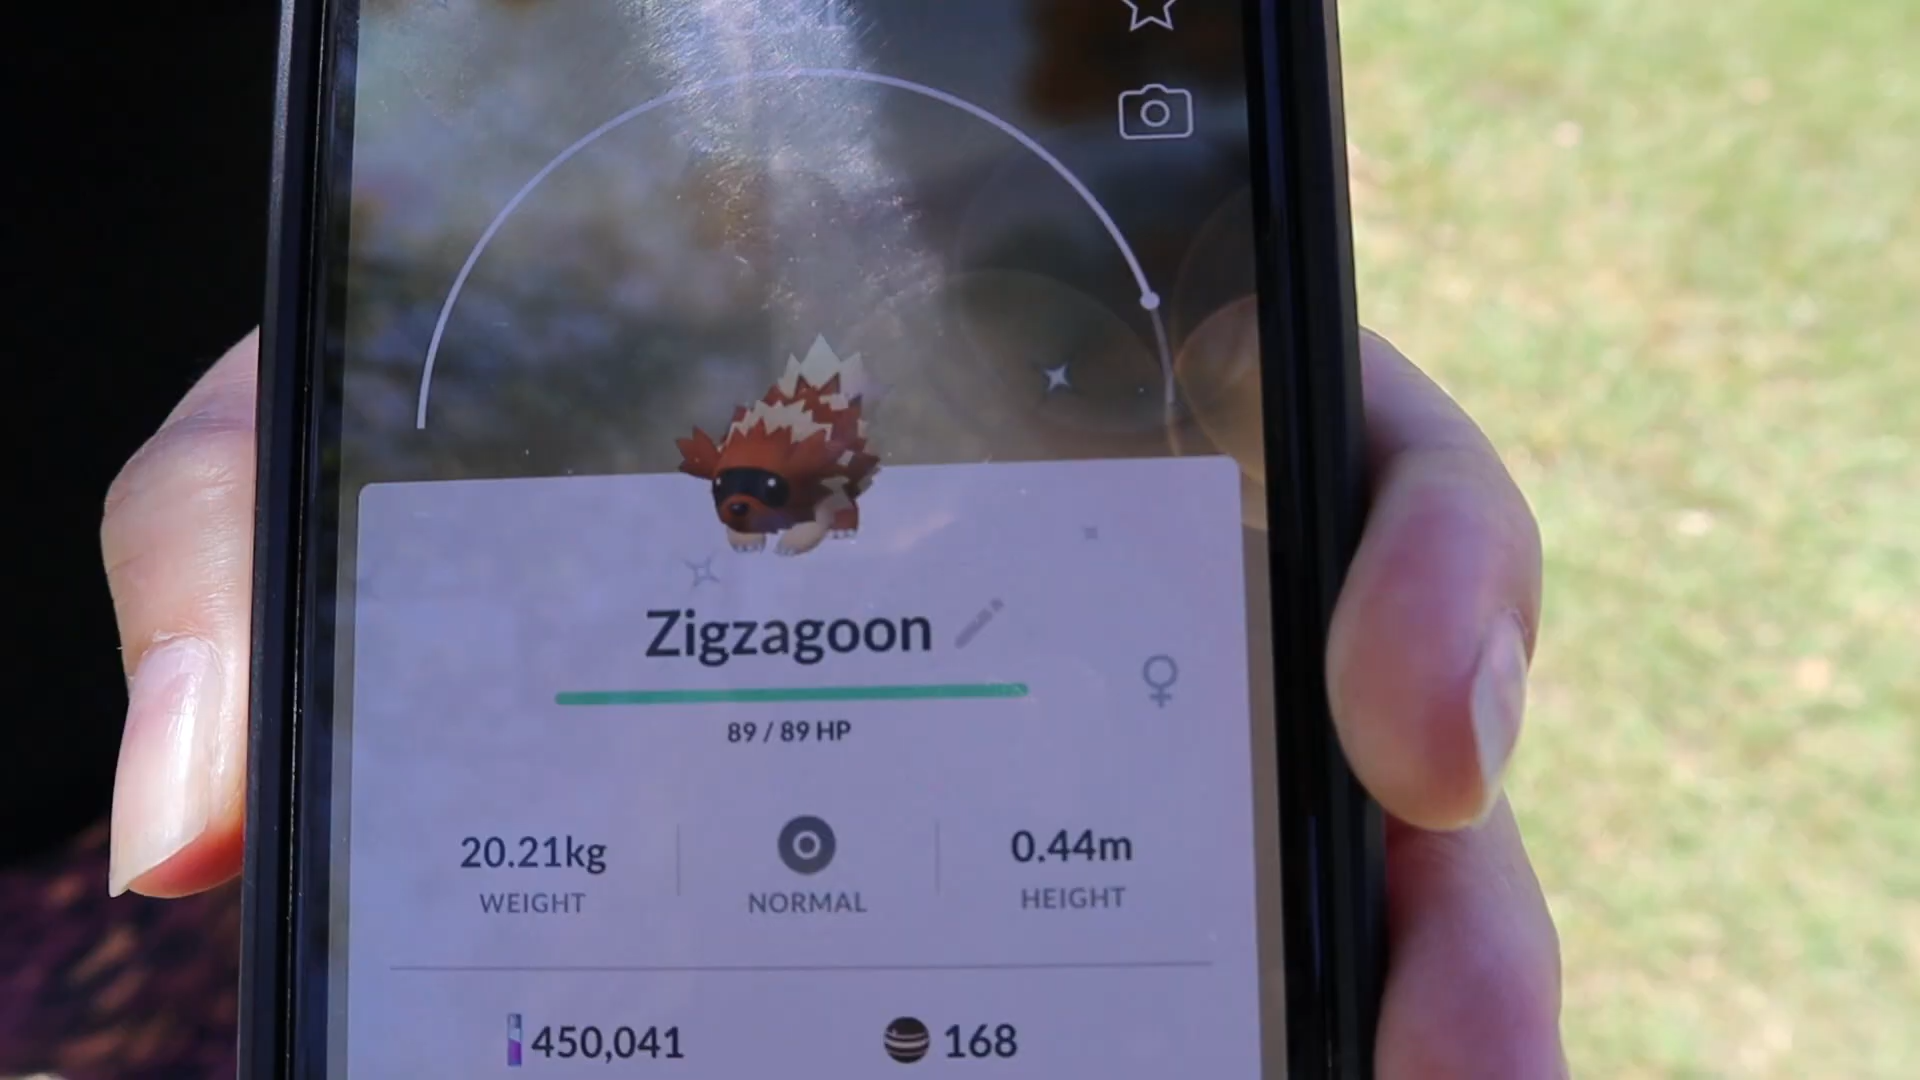 Zigzagoon
89 / 89 HP
20.21kg
WEIGHT
NORMAL
0.44m
HEIGHT
450,041
168